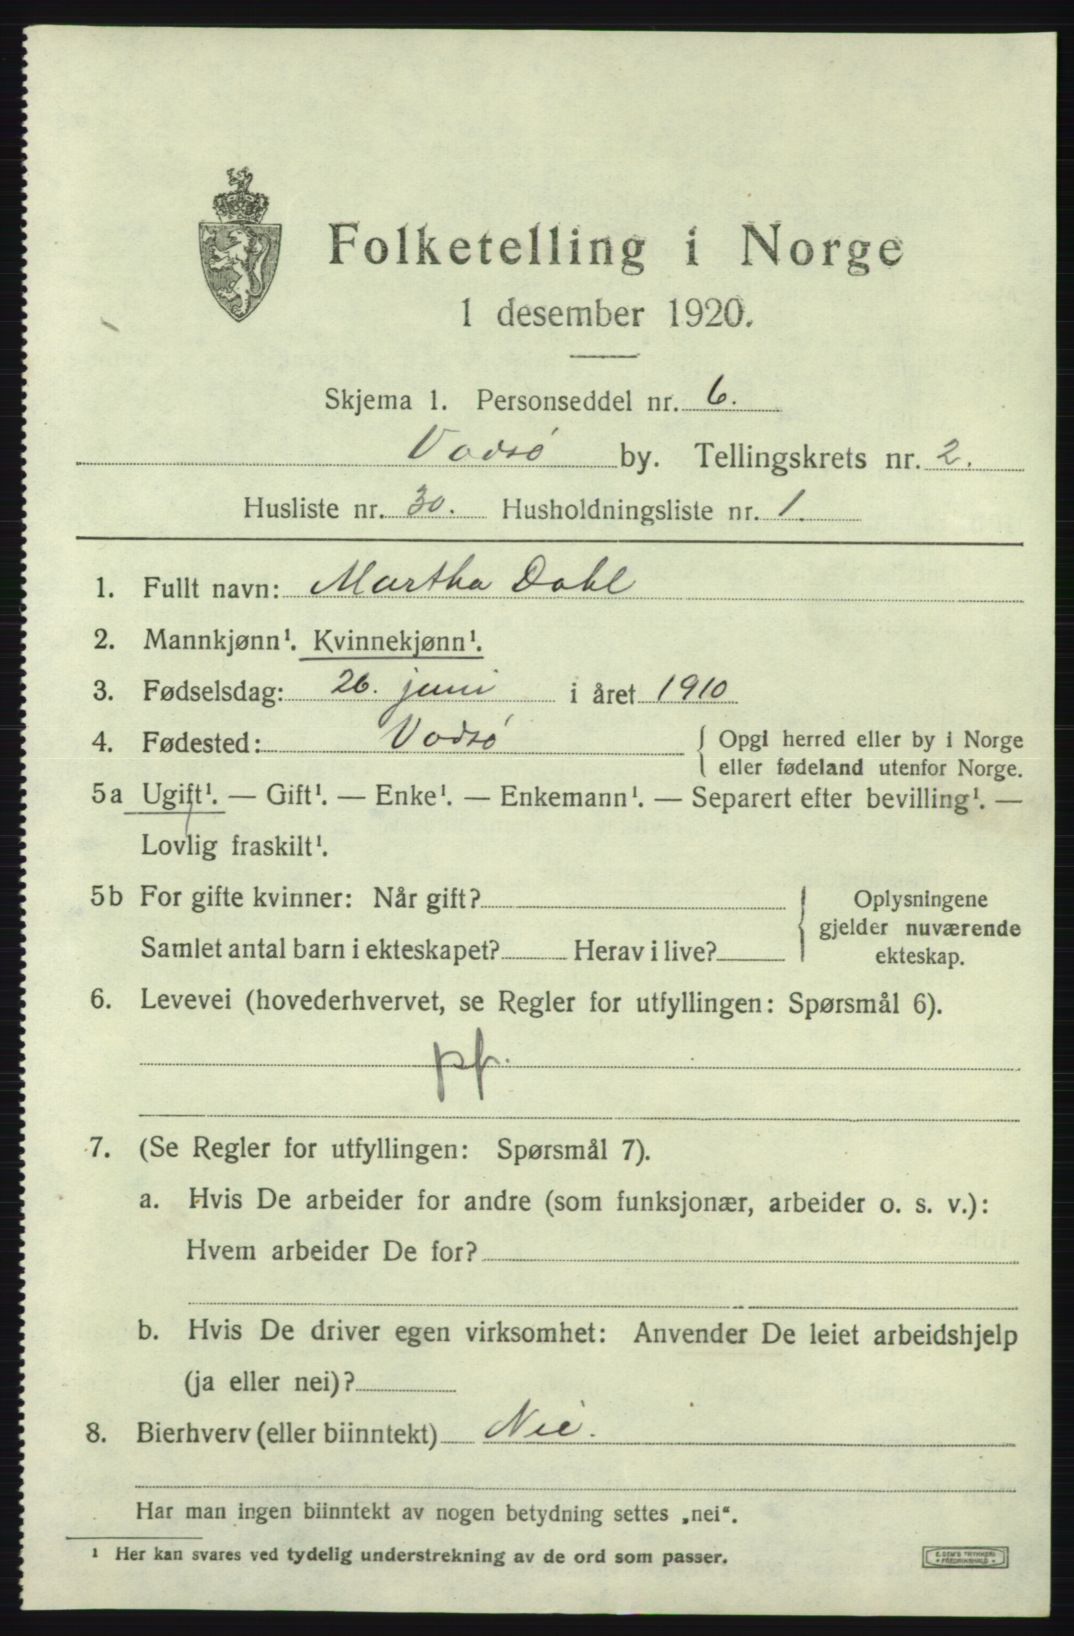 Folketelling i Norge
1 desember 1920.
Skjema 1. Personseddel nr. 6.
Vadsø by. Tellingskrets nr. 2.
Husliste nr. 30. Husholdningsliste nr. 1.
1. Fullt navn: Martha Dahl
2. Mannkjønn¹. Kvinnekjønn¹.
3. Fødselsdag: 26. juni i året 1910
4. Fødested: Vadsø { Opgi herred eller by i Norge
eller fødeland utenfor Norge.
5a Ugift¹. — Gift¹. — Enke¹. — Enkemann¹. — Separert efter bevilling¹. —
Lovlig fraskilt¹.
5b For gifte kvinner: Når gift?
Samlet antal barn i ekteskapet? Herav i live?
{ Oplysningene
gjelder nuværende
ekteskap.
6. Levevei (hovederhvervet, se Regler for utfyllingen: Spørsmål 6).
pf.
7. (Se Regler for utfyllingen: Spørsmål 7).
a. Hvis De arbeider for andre (som funksjonær, arbeider o. s. v.):
Hvem arbeider De for?
b. Hvis De driver egen virksomhet: Anvender De leiet arbeidshjelp
(ja eller nei)?
8. Bierhverv (eller biinntekt) Nei.
Har man ingen biinntekt av nogen betydning settes „nei“.
¹ Her kan svares ved tydelig understrekning av de ord som passer.